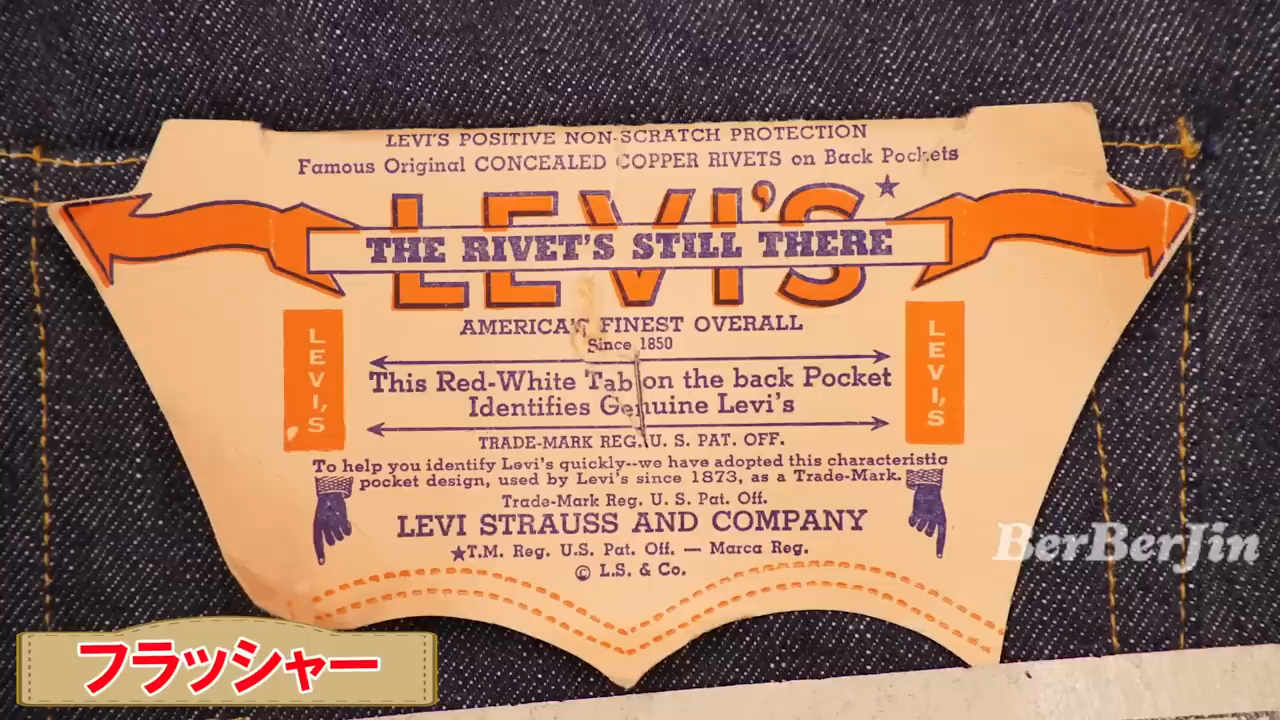 LEVI'S POSITIVE NON-SCRATCH PROTECTION
Famous Original CONCEALED COPPER RIVETS on Back Pockets
LEVI'S★
THE RIVET'S STILL THERE
AMERICA'S FINEST OVERALL
Since 1850
LEVI'S
This Red-White Tab on the back Pocket
Identifies Genuine Levi's
LEVI'S
TRADE-MARK REG. U. S. PAT. OFF.
To help you identify Levi's quickly--we have adopted this characteristic
pocket design, used by Levi's since 1873, as a Trade-Mark.
Trade-Mark Reg. U. S. Pat. Off.
LEVI STRAUSS AND COMPANY
★T.M. Reg. U.S. Pat. Off. — Marca Reg.
© L.S. & Co.
BerBerJin
フラッシャー